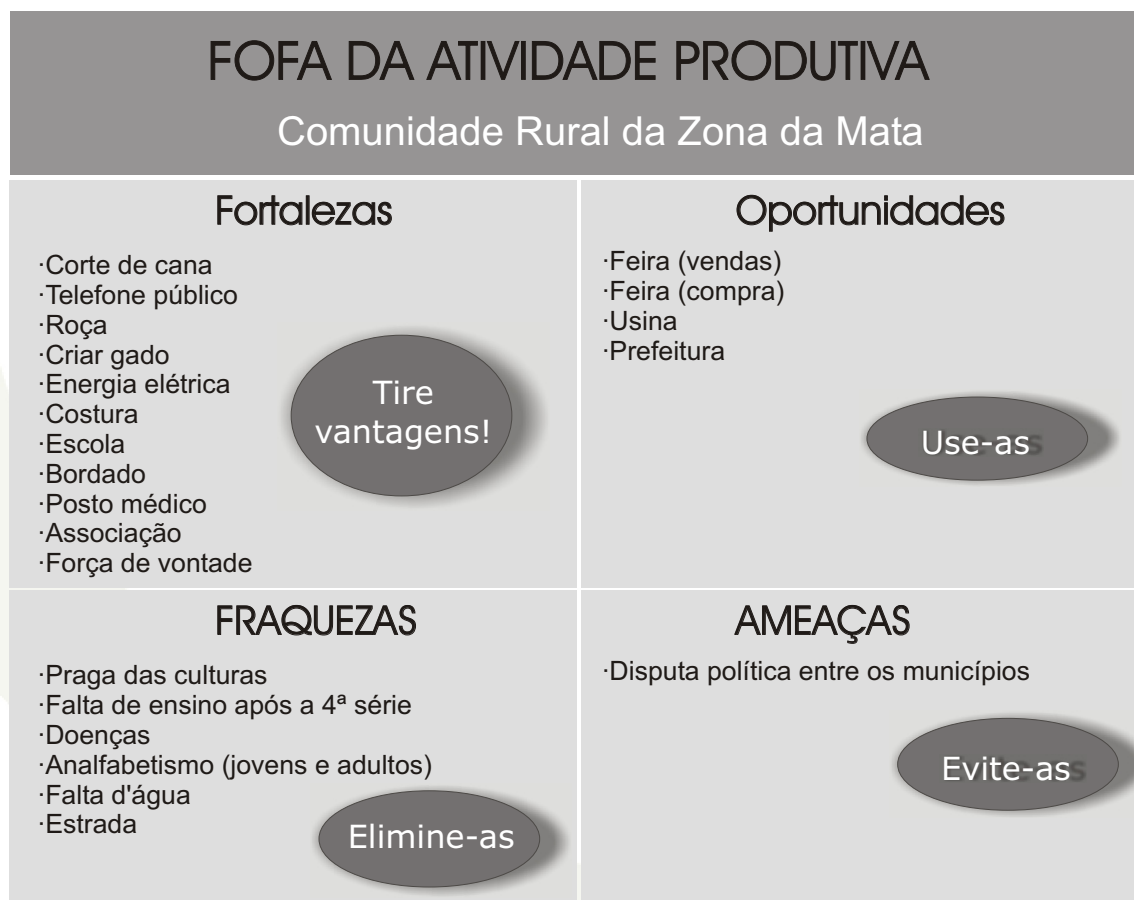 FOFA DA ATIVIDADE PRODUTIVA
Comunidade Rural da Zona da Mata
Fortalezas
·Corte de cana
·Telefone público
·Roça
·Criar gado
·Energia elétrica
·Costura
·Escola
·Bordado
·Posto médico
·Associação
·Força de vontade
Tire
vantagens!
Oportunidades
·Feira (vendas)
·Feira (compra)
·Usina
·Prefeitura
Use-as
FRAQUEZAS
·Praga das culturas
·Falta de ensino após a 4ª série
·Doenças
·Analfabetismo (jovens e adultos)
·Falta d'água
·Estrada
Elimine-as
AMEAÇAS
·Disputa política entre os municípios
Evite-as